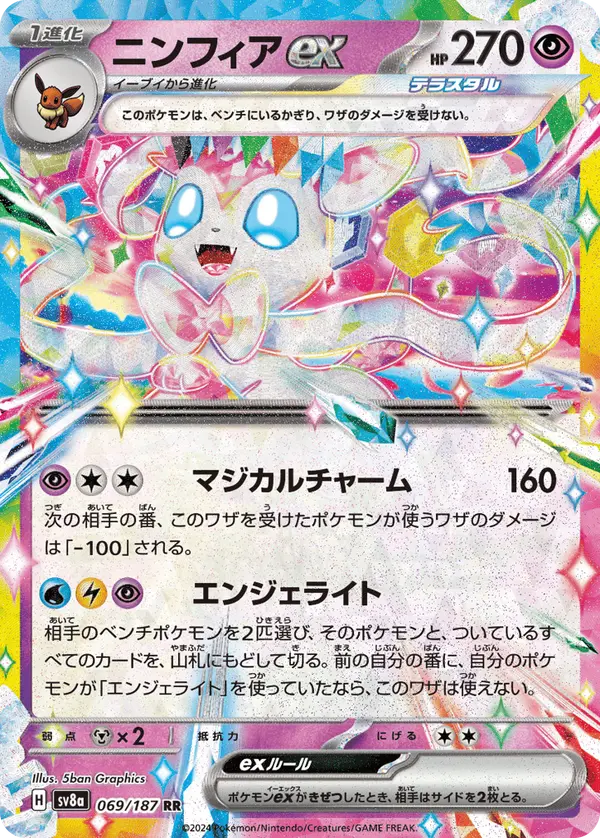 1進化
ニンフィアex
HP 270
イーブイから進化
テラスタル
このポケモンは、ベンチにいるかぎり、ワザのダメージを受けない。
マジカルチャーム 160
次の相手の番、このワザを受けたポケモンが使うワザのダメージ
は「-100」される。
エンジェライト
相手のベンチポケモンを2匹選び、そのポケモンと、ついているす
べてのカードを、山札にもどして切る。前の自分の番に、自分のポケ
モンが「エンジェライト」を使っていたなら、このワザは使えない。
弱点 ×2 抵抗力 にげる
exルール
ポケモンexがきぜつしたとき、相手はサイドを2枚とる。
Illus. 5ban Graphics
H sv8a 069/187 RR
©2024 Pokémon/Nintendo/Creatures/GAME FREAK.